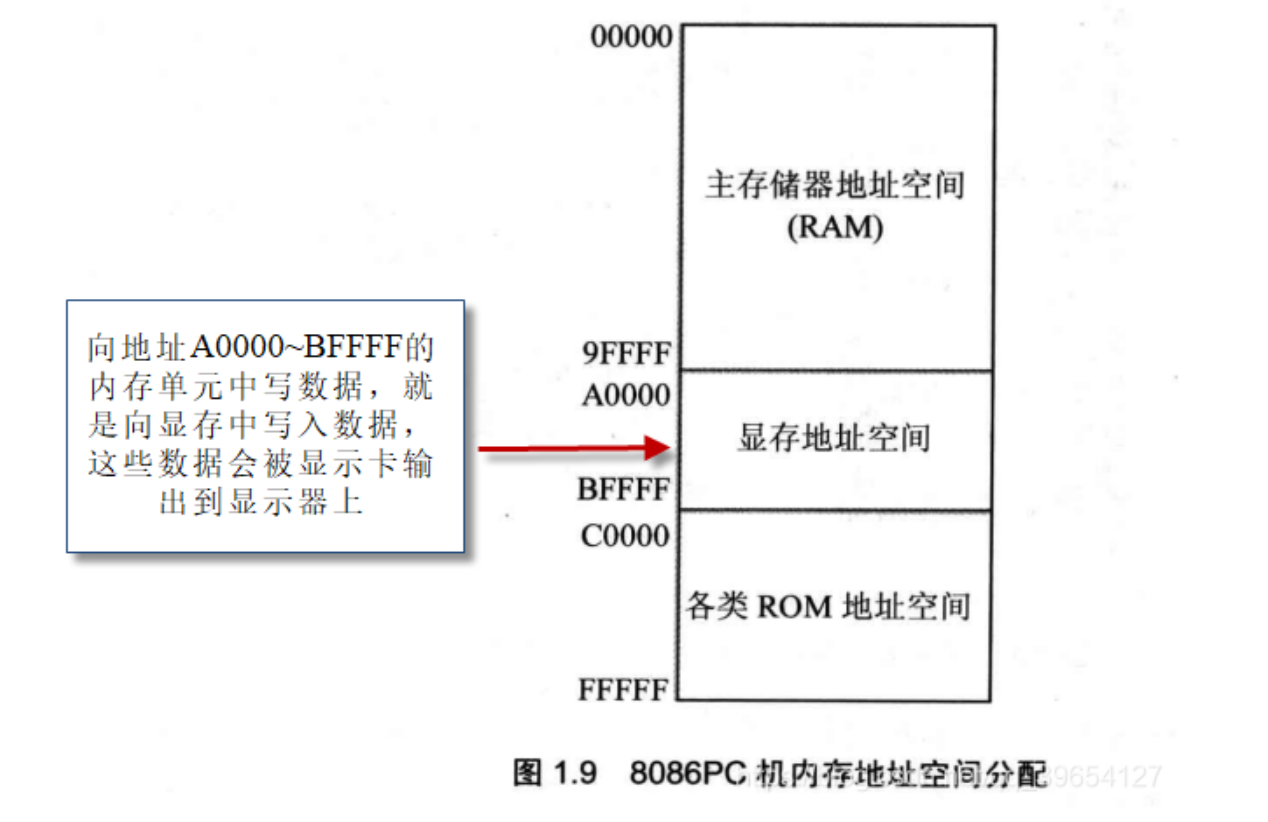 00000
主存储器地址空间
(RAM)
向地址A0000~BFFFF的
内存单元中写数据，就
是向显存中写入数据，
这些数据会被显示卡输
出到显示器上
9FFFF
A0000
显存地址空间
BFFFF
C0000
各类 ROM 地址空间
FFFFF
图 1.9 8086PC 机内存地址空间分配
39654127